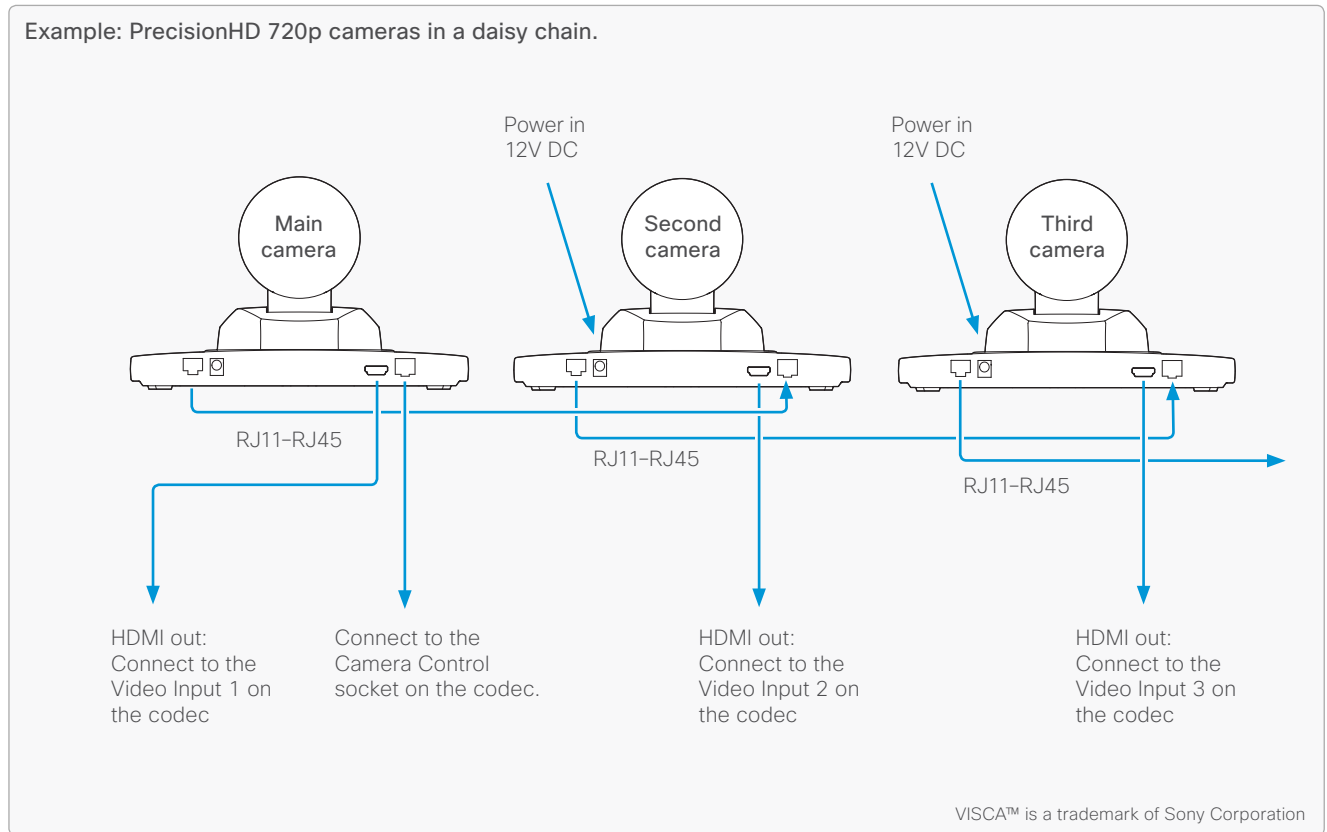 Example: PrecisionHD 720p cameras in a daisy chain.
Power in
12V DC
Power in
12V DC
Main
camera
Second
camera
Third
camera
RJ11–RJ45
RJ11–RJ45
RJ11–RJ45
HDMI out:
Connect to the
Video Input 1 on
the codec
Connect to the
Camera Control
socket on the codec.
HDMI out:
Connect to the
Video Input 2 on
the codec
HDMI out:
Connect to the
Video Input 3 on
the codec
VISCA™ is a trademark of Sony Corporation